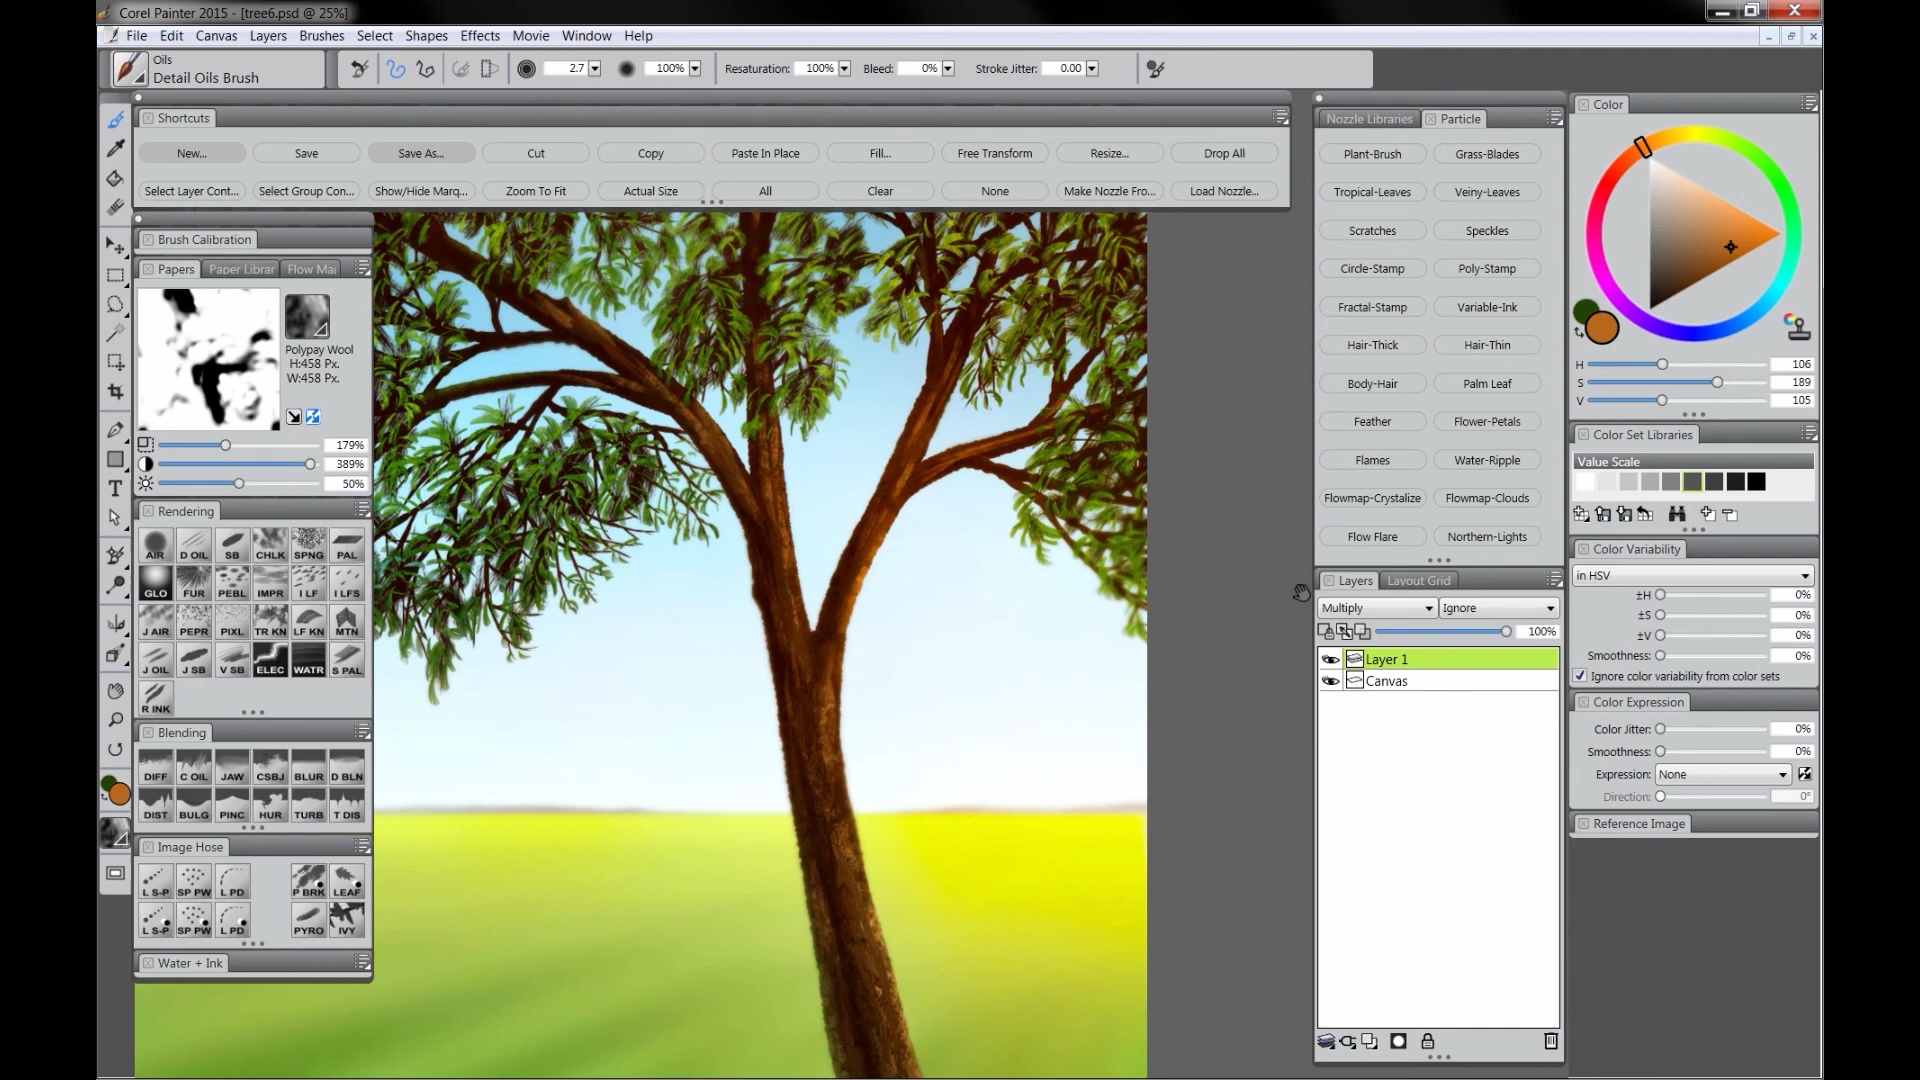 Corel Painter 2015 - [tree6.psd @ 25%]
File Edit Canvas Layers Brushes Select Shapes Effects Movie Window Help
Oils
Detail Oils Brush
2.7 100% Resaturation: 100% Bleed: 0% Stroke Jitter: 0.00
Shortcuts
New... Save Save As... Cut Copy Paste In Place Fill... Free Transform Resize... Drop All
Select Layer Cont... Select Group Con... Show/Hide Marq... Zoom To Fit Actual Size All Clear None Make Nozzle Fro... Load Nozzle...
Brush Calibration
Papers Paper Librar Flow Ma
Polypay Wool
H:458 Px.
W:458 Px.
179%
389%
50%
Rendering
AIR D OIL SB CHLK SPNG PAL
GLO FUR PEBL IMPR I LF I LFS
J AIR PEPR PIXL TR KN LF KN MTN
J OIL J SB V SB ELEC WATR S PAL
R INK
Blending
DIFF C OIL JAW CSBJ BLUR D BLN
DIST BULG PINC HUR TURB T DIS
Image Hose
L S-P SP PW L PD P BRK LEAF
L S-P SP PW L PD PYRO IVY
Water + Ink
Nozzle Libraries Particle
Plant-Brush Grass-Blades
Tropical-Leaves Veiny-Leaves
Scratches Speckles
Circle-Stamp Poly-Stamp
Fractal-Stamp Variable-Ink
Hair-Thick Hair-Thin
Body-Hair Palm Leaf
Feather Flower-Petals
Flames Water-Ripple
Flowmap-Crystalize Flowmap-Clouds
Flow Flare Northern-Lights
Layers Layout Grid
Multiply Ignore
100%
Layer 1
Canvas
Color
H 106
S 189
V 105
Color Set Libraries
Value Scale
Color Variability
in HSV
±H 0%
±S 0%
±V 0%
Smoothness: 0%
Ignore color variability from color sets
Color Expression
Color Jitter: 0%
Smoothness: 0%
Expression: None
Direction: 0°
Reference Image